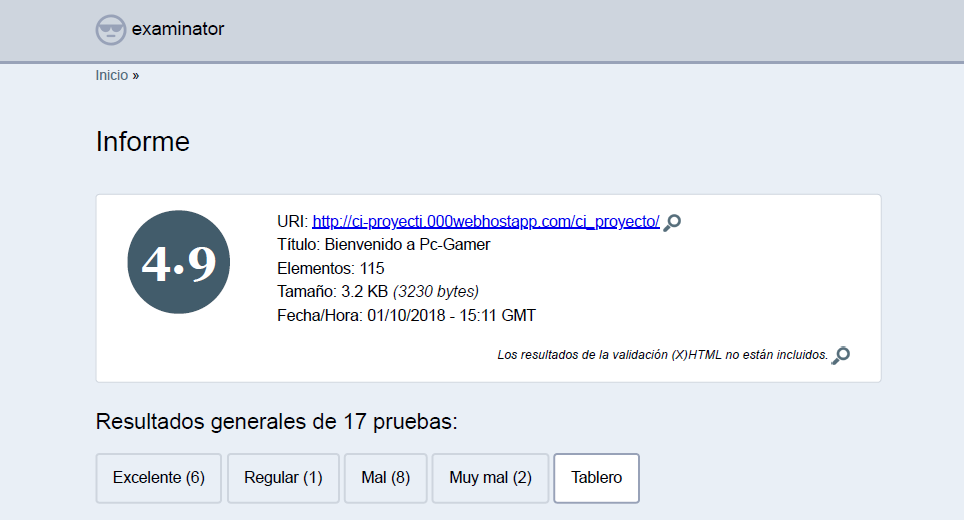 examinator
Inicio »
Informe
4.9
URI: http://ci-proyecti.000webhostapp.com/ci_proyecto/
Título: Bienvenido a Pc-Gamer
Elementos: 115
Tamaño: 3.2 KB (3230 bytes)
Fecha/Hora: 01/10/2018 - 15:11 GMT
Los resultados de la validación (X)HTML no están incluidos.
Resultados generales de 17 pruebas:
Excelente (6) Regular (1) Mal (8) Muy mal (2) Tablero